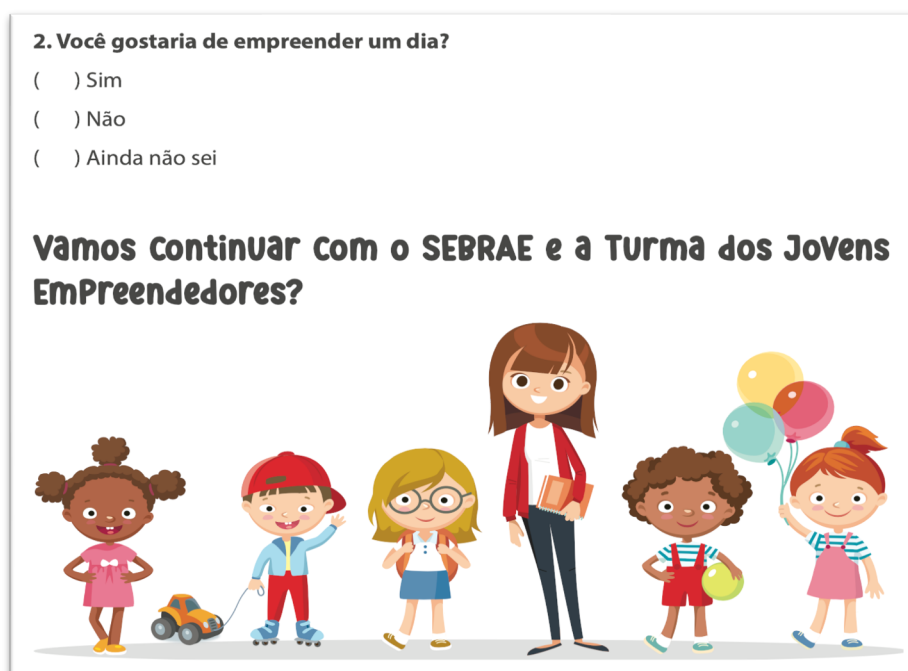 2. Você gostaria de empreender um dia?
(      ) Sim
(      ) Não
(      ) Ainda não sei
Vamos Continuar Com o SEBRAE e a Turma dos Jovens
EmPreendedores?